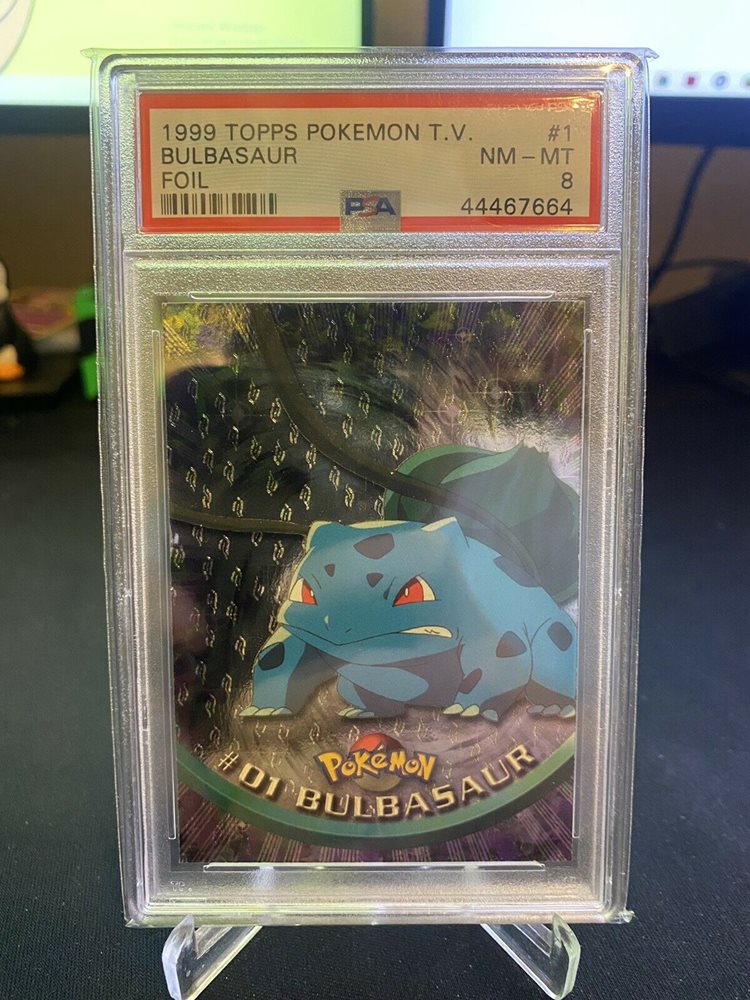 1999 TOPPS POKEMON T.V. #1
BULBASAUR NM-MT
FOIL 8
PSA 44467664
POKéMON
#01 BULBASAUR